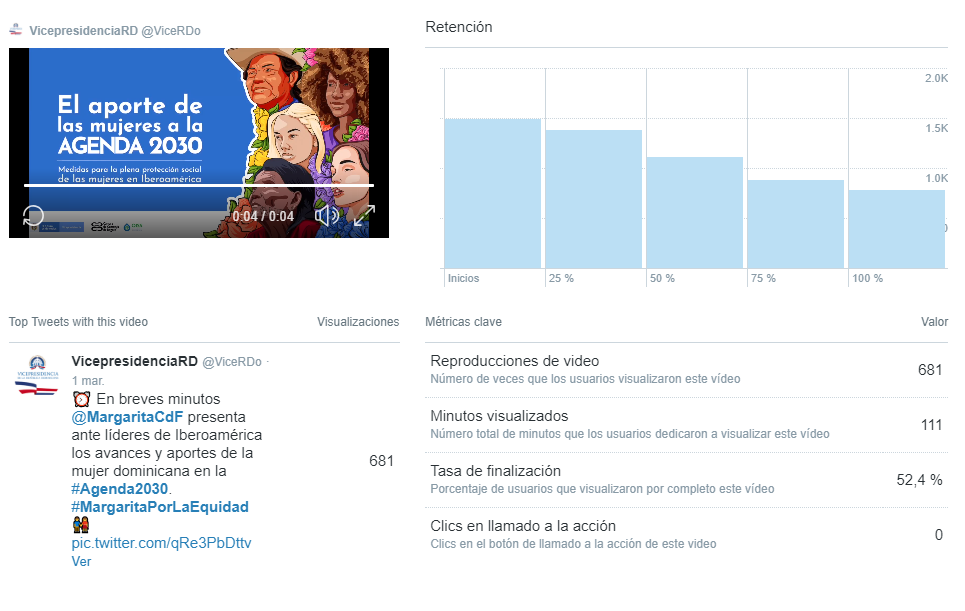 VicepresidenciaRD @ViceRDo
El aporte de
las mujeres a la
AGENDA 2030
Medidas para la plena protección social
de las mujeres en Iberoamérica
0:04 / 0:04
Retención
2.0K
1.5K
1.0K
Inicios
25 %
50 %
75 %
100 %
Top Tweets with this video
Visualizaciones
VICEPRESIDENCIA
VicepresidenciaRD @ViceRDo ·
1 mar.
⏰ En breves minutos
@MargaritaCdF presenta
ante líderes de Iberoamérica
los avances y aportes de la
mujer dominicana en la
#Agenda2030.
#MargaritaPorLaEquidad
pic.twitter.com/qRe3PbDttv
Ver
681
Métricas clave
Valor
Reproducciones de video
Número de veces que los usuarios visualizaron este vídeo
681
Minutos visualizados
Número total de minutos que los usuarios dedicaron a visualizar este vídeo
111
Tasa de finalización
Porcentaje de usuarios que visualizaron por completo este vídeo
52,4 %
Clics en llamado a la acción
Clics en el botón de llamado a la acción de este video
0